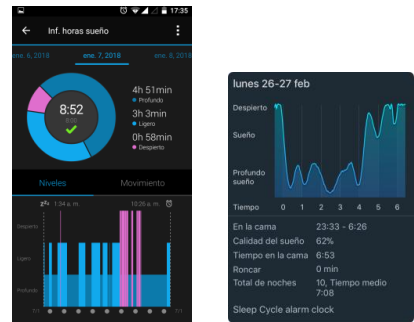 17:35
Inf. horas sueño
ene. 6, 2018
ene. 7, 2018
ene. 8, 2018
8:52
8:00
4h 51min
Profundo
3h 3min
Ligero
0h 58min
Despierto
Niveles
Movimiento
zzz 1:34 a. m.
10:26 a. m.
Despierto
Ligero
Profundo
lunes 26-27 feb
Despierto
Sueño
Profundo
sueño
Tiempo 0 1 2 3 4 5 6
En la cama 23:33 - 6:26
Calidad del sueño 62%
Tiempo en la cama 6:53
Roncar 0 min
Total de noches 10, Tiempo medio
7:08
Sleep Cycle alarm clock